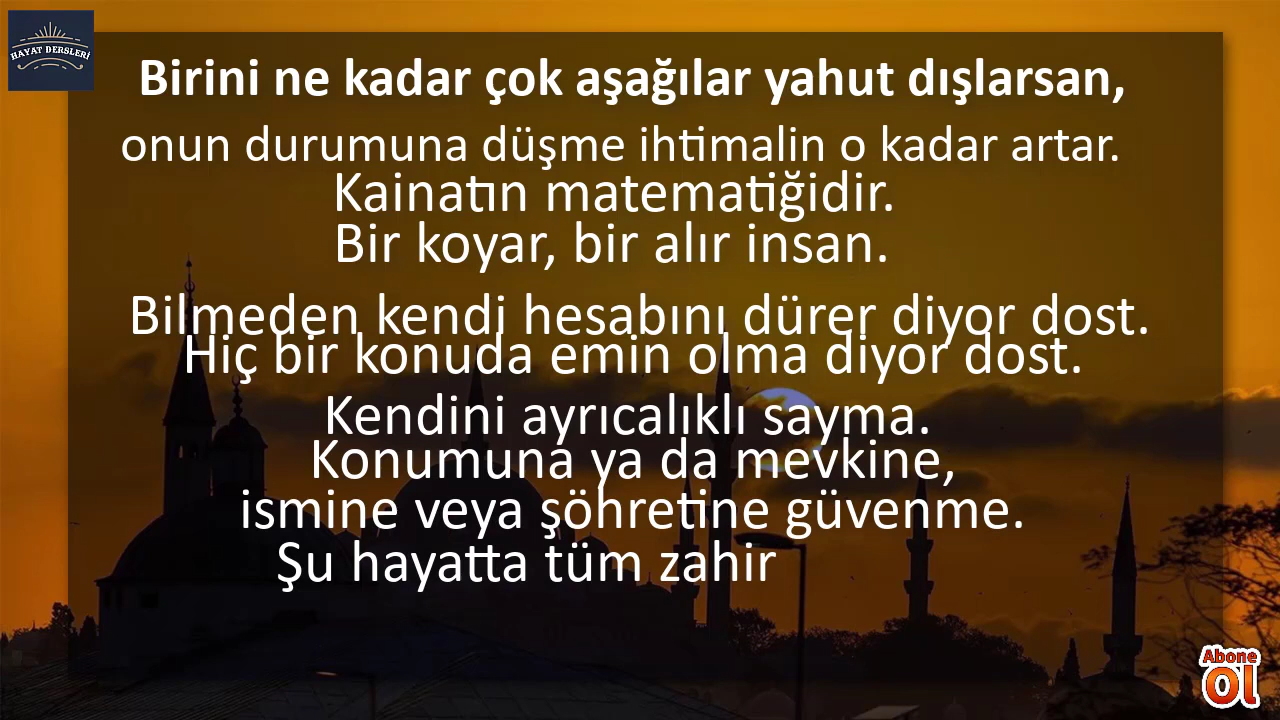 HAYAT DERSLERİ
Birini ne kadar çok aşağılar yahut dışlarsan,
onun durumuna düşme ihtimalin o kadar artar.
Kainatın matematiğidir.
Bir koyar, bir alır insan.
Bilmeden kendi hesabını dürer diyor dost.
Hiç bir konuda emin olma diyor dost.
Kendini ayrıcalıklı sayma.
Konumuna ya da mevkine,
ismine veya şöhretine güvenme.
Şu hayatta tüm zahir
Abone
ol